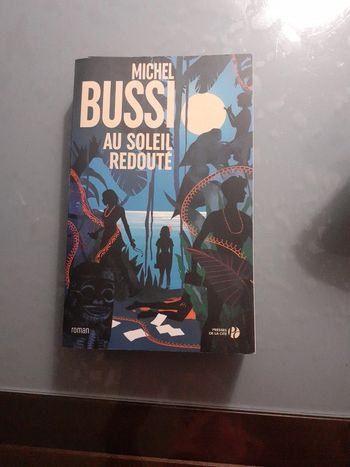 MICHEL
BUSSI
AU SOLEIL
REDOUTÉ
roman
PRESSES
DE LA CITÉ